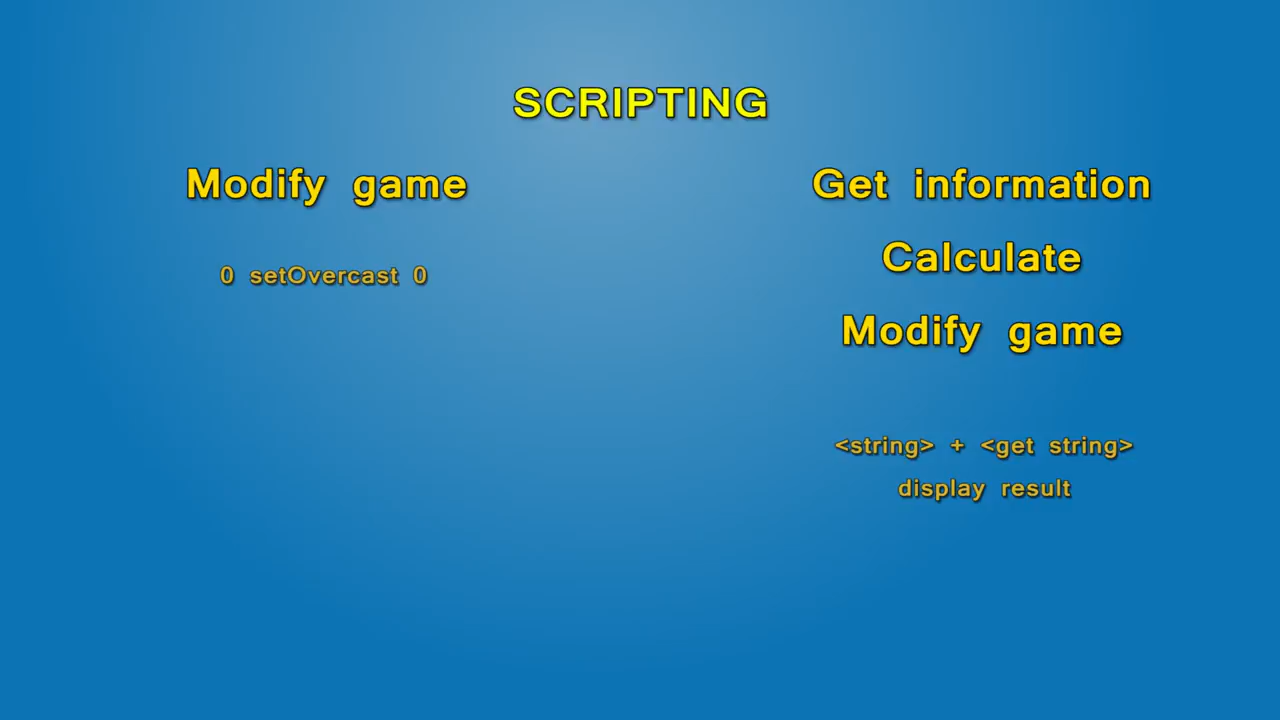 SCRIPTING
Modify game
0 setOvercast 0
Get information
Calculate
Modify game
<string> + <get string>
display result